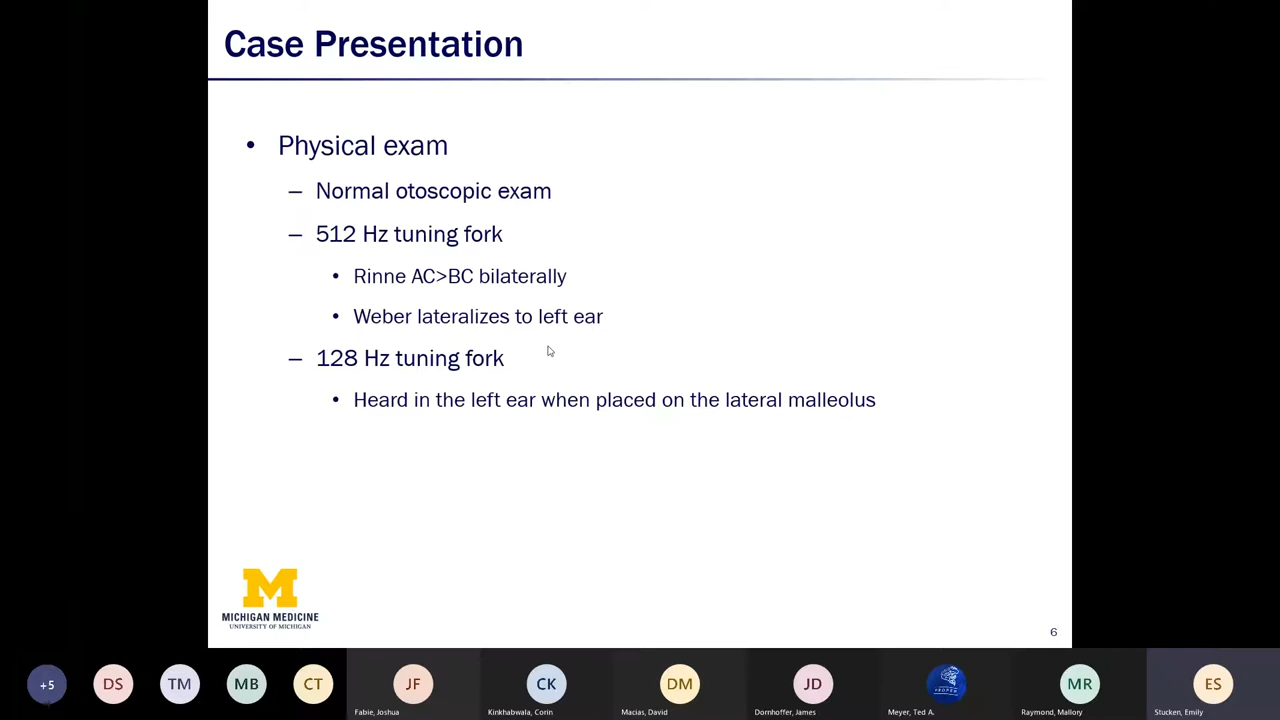 Case Presentation
• Physical exam
– Normal otoscopic exam
– 512 Hz tuning fork
• Rinne AC>BC bilaterally
• Weber lateralizes to left ear
– 128 Hz tuning fork
• Heard in the left ear when placed on the lateral malleolus
M
MICHIGAN MEDICINE
UNIVERSITY OF MICHIGAN
6
+5 DS TM MB CT JF CK DM JD MR ES
Fabie, Joshua Kinkhabwala, Corin Macias, David Dornhoffer, James Meyer, Ted A. Raymond, Mallory Stucken, Emily